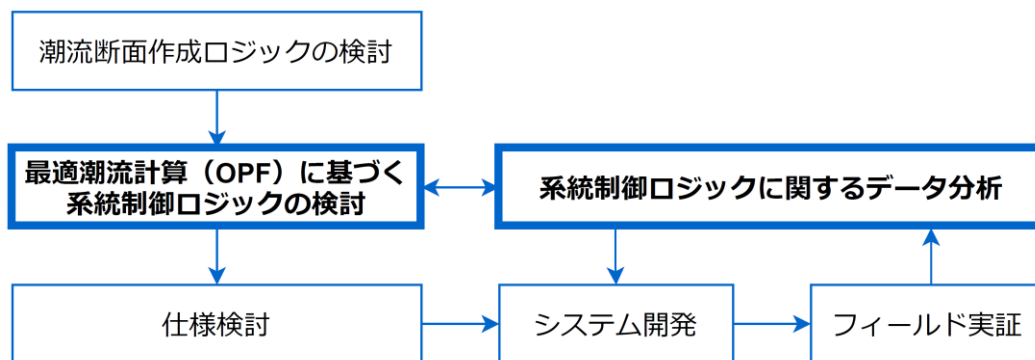 潮流断面作成ロジックの検討
最適潮流計算（OPF）に基づく
系統制御ロジックの検討
系統制御ロジックに関するデータ分析
仕様検討
システム開発
フィールド実証